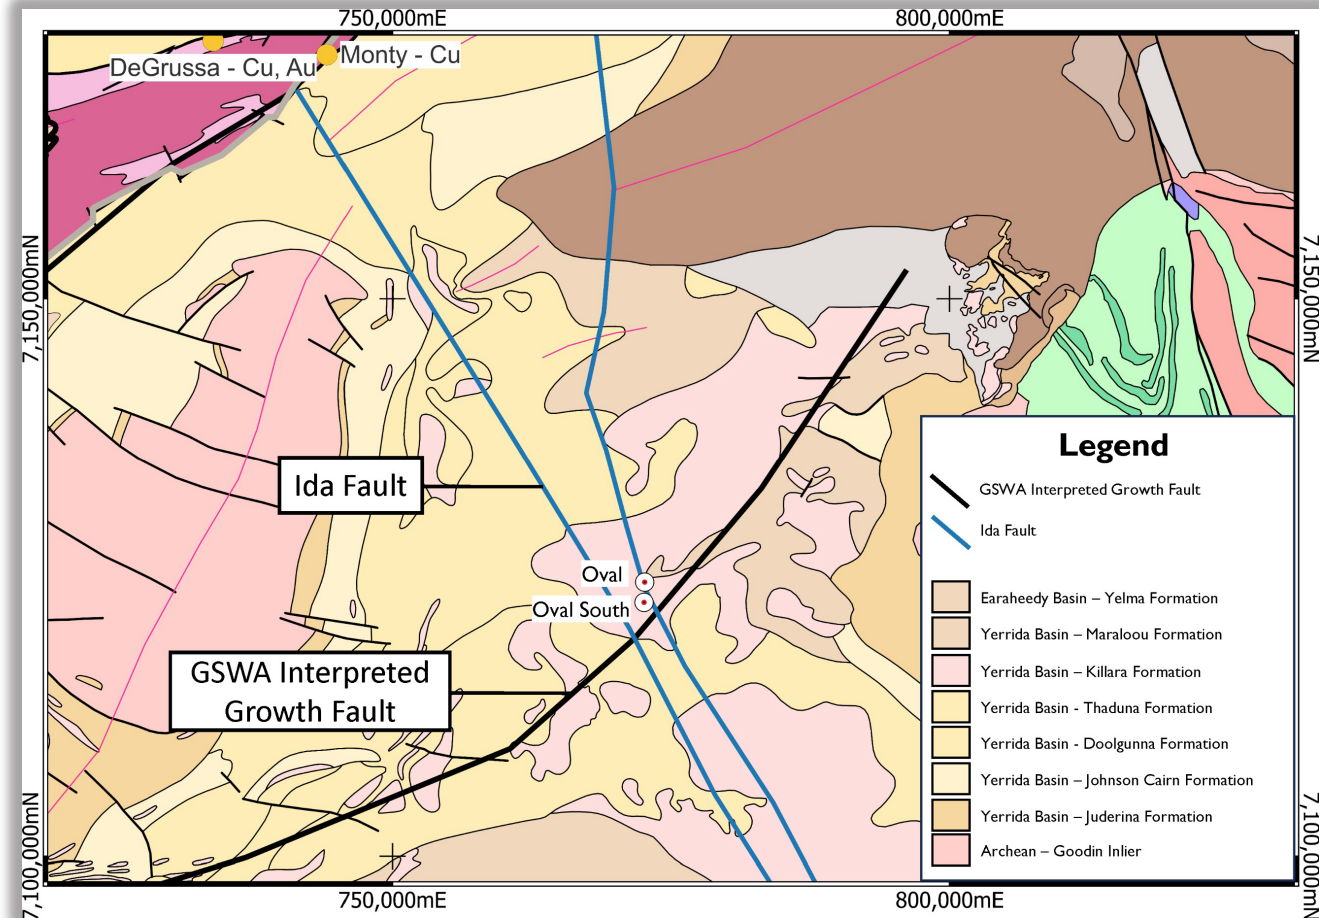 750,000mE
800,000mE
DeGrussa - Cu, Au
Monty - Cu
7,150,000mN
7,150,000mN
Ida Fault
Oval
Oval South
GSWA Interpreted
Growth Fault
Legend
GSWA Interpreted Growth Fault
Ida Fault
Earaheedy Basin – Yelma Formation
Yerrida Basin – Maraloou Formation
Yerrida Basin – Killara Formation
Yerrida Basin - Thaduna Formation
Yerrida Basin - Doolgunna Formation
Yerrida Basin – Johnson Cairn Formation
Yerrida Basin – Juderina Formation
Archean – Goodin Inlier
7,100,000mN
7,100,000mN
750,000mE
800,000mE